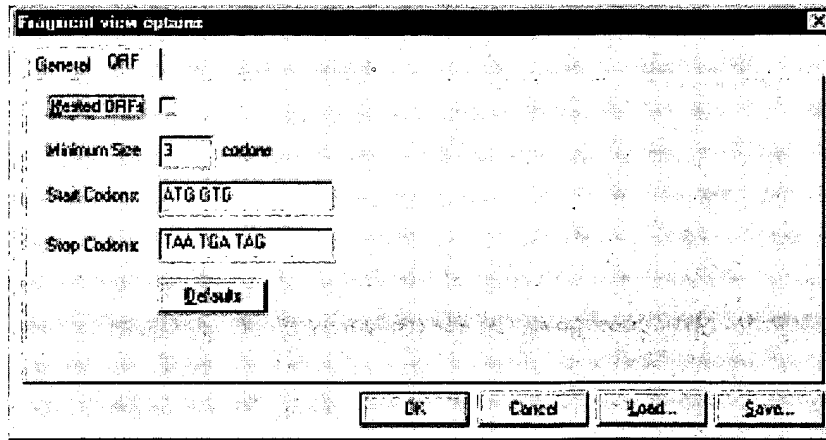 Fragment view options
General ORF
Nested ORFs
Minimum Size 3 codons
Start Codons: ATG GTG
Stop Codons: TAA TGA TAG
Defaults
OK Cancel Load... Save...